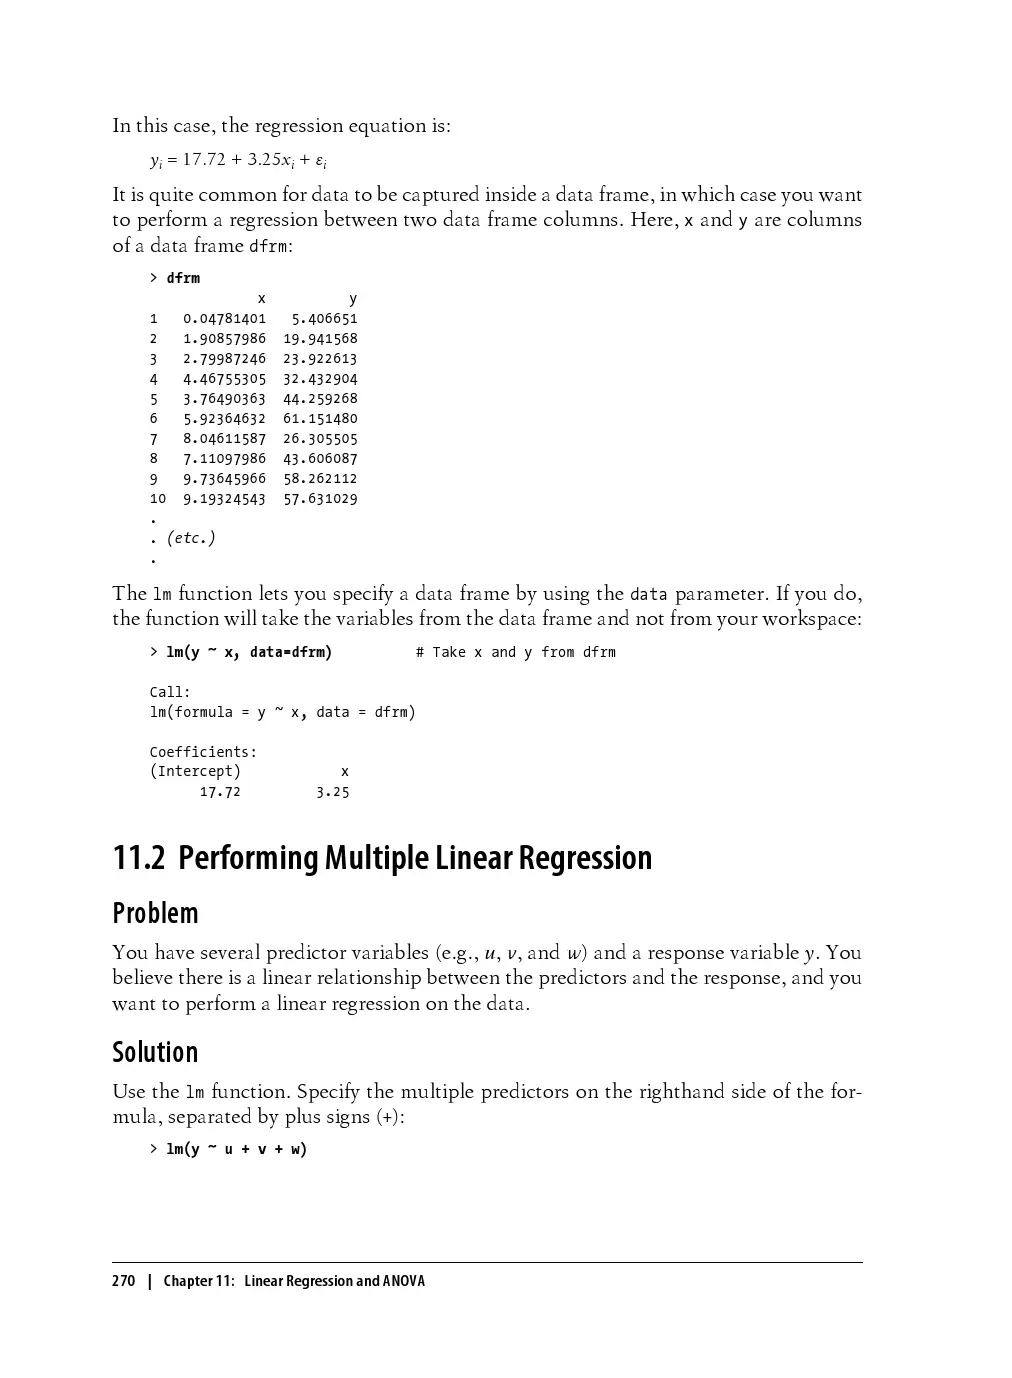 In this case, the regression equation is:
yi = 17.72 + 3.25xi + εi
It is quite common for data to be captured inside a data frame, in which case you want
to perform a regression between two data frame columns. Here, x and y are columns
of a data frame dfrm:
> dfrm
x y
1 0.04781401 5.406651
2 1.90857986 19.941568
3 2.79987246 23.922613
4 4.46755305 32.432904
5 3.76490363 44.259268
6 5.92364632 61.151480
7 8.04611587 26.305505
8 7.11097986 43.606087
9 9.73645966 58.262112
10 9.19324543 57.631029
.
. (etc.)
.
The lm function lets you specify a data frame by using the data parameter. If you do,
the function will take the variables from the data frame and not from your workspace:
> lm(y ~ x, data=dfrm) # Take x and y from dfrm
Call:
lm(formula = y ~ x, data = dfrm)
Coefficients:
(Intercept) x
17.72 3.25
11.2 Performing Multiple Linear Regression
Problem
You have several predictor variables (e.g., u, v, and w) and a response variable y. You
believe there is a linear relationship between the predictors and the response, and you
want to perform a linear regression on the data.
Solution
Use the lm function. Specify the multiple predictors on the righthand side of the for-
mula, separated by plus signs (+):
> lm(y ~ u + v + w)
270 | Chapter 11: Linear Regression and ANOVA